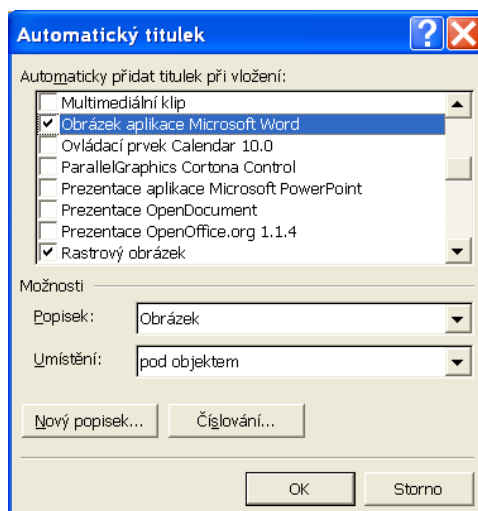 Automatický titulek
Automaticky přidat titulek při vložení:
Multimediální klip
Obrázek aplikace Microsoft Word
Ovládací prvek Calendar 10.0
ParallelGraphics Cortona Control
Prezentace aplikace Microsoft PowerPoint
Prezentace OpenDocument
Prezentace OpenOffice.org 1.1.4
Rastrový obrázek
Možnosti
Popisek: Obrázek
Umístění: pod objektem
Nový popisek... Číslování...
OK Storno